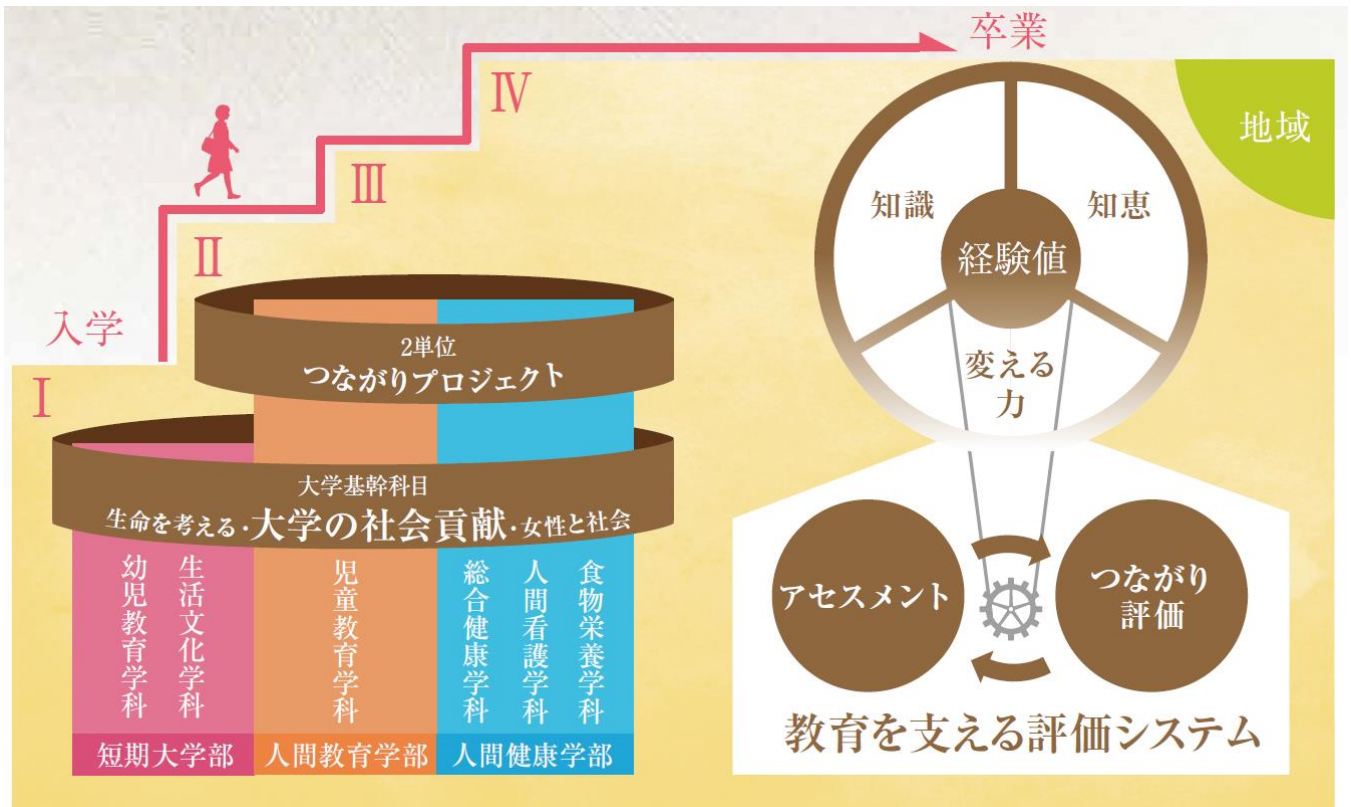 卒業
Ⅳ
地域
Ⅲ
知識
知恵
経験値
Ⅱ
入学
2単位
つながりプロジェクト
変える
力
Ⅰ
大学基幹科目
生命を考える・大学の社会貢献・女性と社会
幼児教育学科
生活文化学科
児童教育学科
総合健康学科
人間看護学科
食物栄養学科
短期大学部
人間教育学部
人間健康学部
アセスメント
つながり
評価
教育を支える評価システム